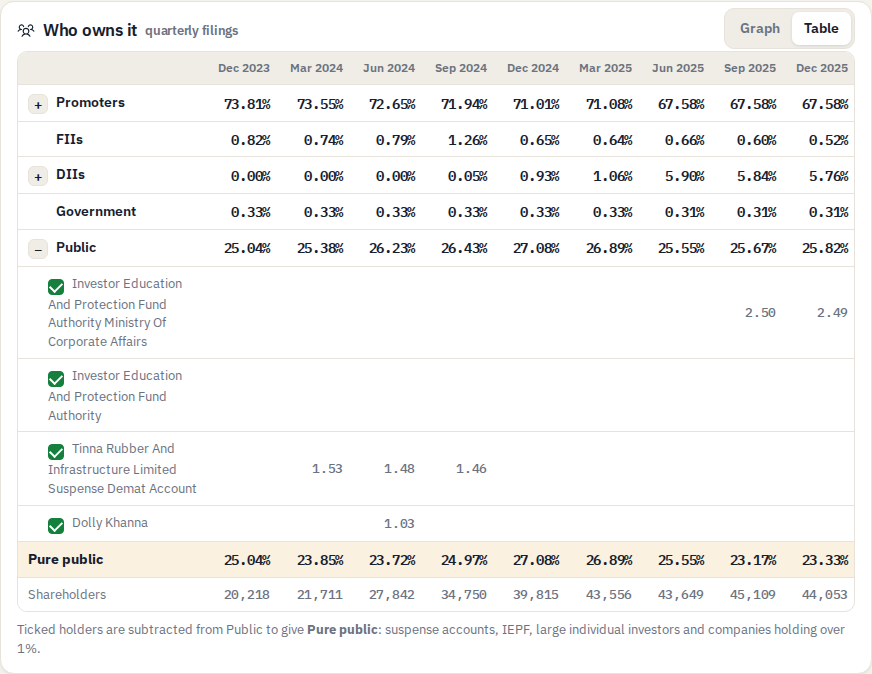 Who owns it quarterly filings
Graph Table
Dec 2023 Mar 2024 Jun 2024 Sep 2024 Dec 2024 Mar 2025 Jun 2025 Sep 2025 Dec 2025
+ Promoters 73.81% 73.55% 72.65% 71.94% 71.01% 71.08% 67.58% 67.58% 67.58%
FIIs 0.82% 0.74% 0.79% 1.26% 0.65% 0.64% 0.66% 0.60% 0.52%
+ DIIs 0.00% 0.00% 0.00% 0.05% 0.93% 1.06% 5.90% 5.84% 5.76%
Government 0.33% 0.33% 0.33% 0.33% 0.33% 0.33% 0.31% 0.31% 0.31%
− Public 25.04% 25.38% 26.23% 26.43% 27.08% 26.89% 25.55% 25.67% 25.82%
Investor Education
And Protection Fund
Authority Ministry Of
Corporate Affairs
2.50 2.49
Investor Education
And Protection Fund
Authority
Tinna Rubber And
Infrastructure Limited
Suspense Demat Account
1.53 1.48 1.46
Dolly Khanna 1.03
Pure public 25.04% 23.85% 23.72% 24.97% 27.08% 26.89% 25.55% 23.17% 23.33%
Shareholders 20,218 21,711 27,842 34,750 39,815 43,556 43,649 45,109 44,053
Ticked holders are subtracted from Public to give Pure public: suspense accounts, IEPF, large individual investors and companies holding over
1%.